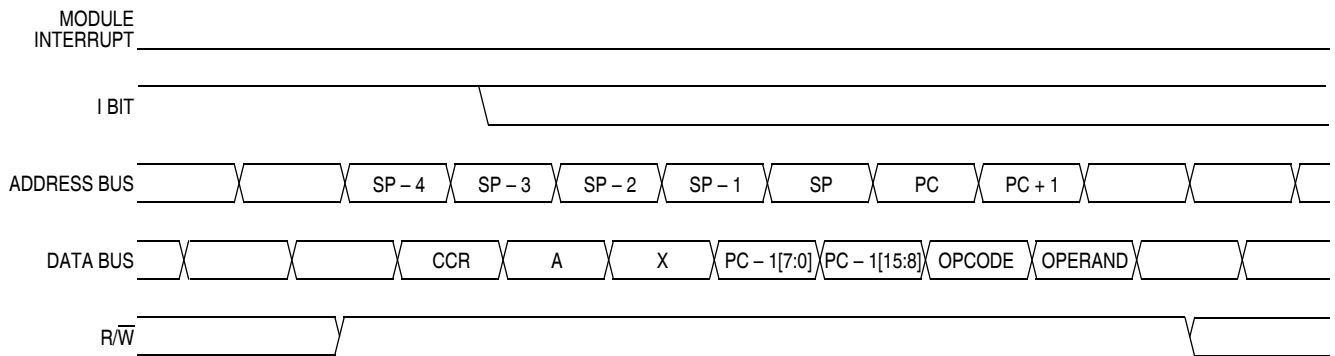 MODULE
INTERRUPT
I BIT
ADDRESS BUS SP – 4 SP – 3 SP – 2 SP – 1 SP PC PC + 1
DATA BUS CCR A X PC – 1[7:0] PC – 1[15:8] OPCODE OPERAND
R/W̅